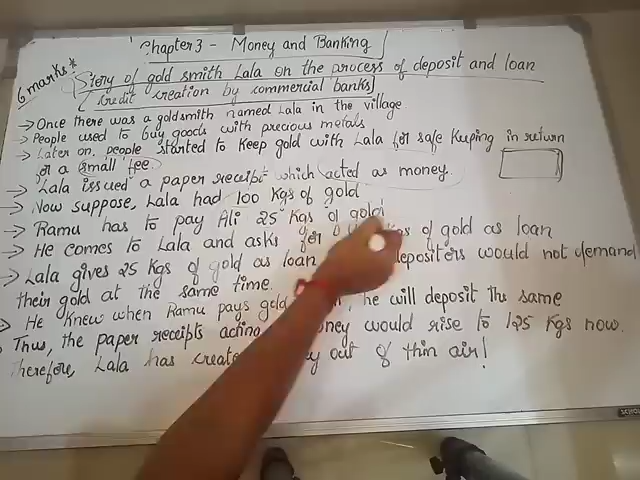 Chapter 3 - Money and Banking
6 marks*
Story of gold smith Lala on the process of deposit and loan
(Credit creation by commercial banks)
→ Once there was a goldsmith named Lala in the village
→ People used to buy goods with precious metals
→ Later on, people started to keep gold with Lala for safe keeping in return
for a small fee.
→ Lala issued a paper receipt which acted as money.
→ Now suppose, Lala had 100 Kgs of gold
→ Ramu has to pay Ali 25 Kgs of gold
→ He comes to Lala and asks for Kgs of gold as loan
→ Lala gives 25 Kgs of gold as loan depositers would not demand
their gold at the same time.
→ He knew when Ramu pays gold he will deposit the same
Thus, the paper receipts acting money would rise to 125 Kgs now.
Therefore, Lala has out of thin air!